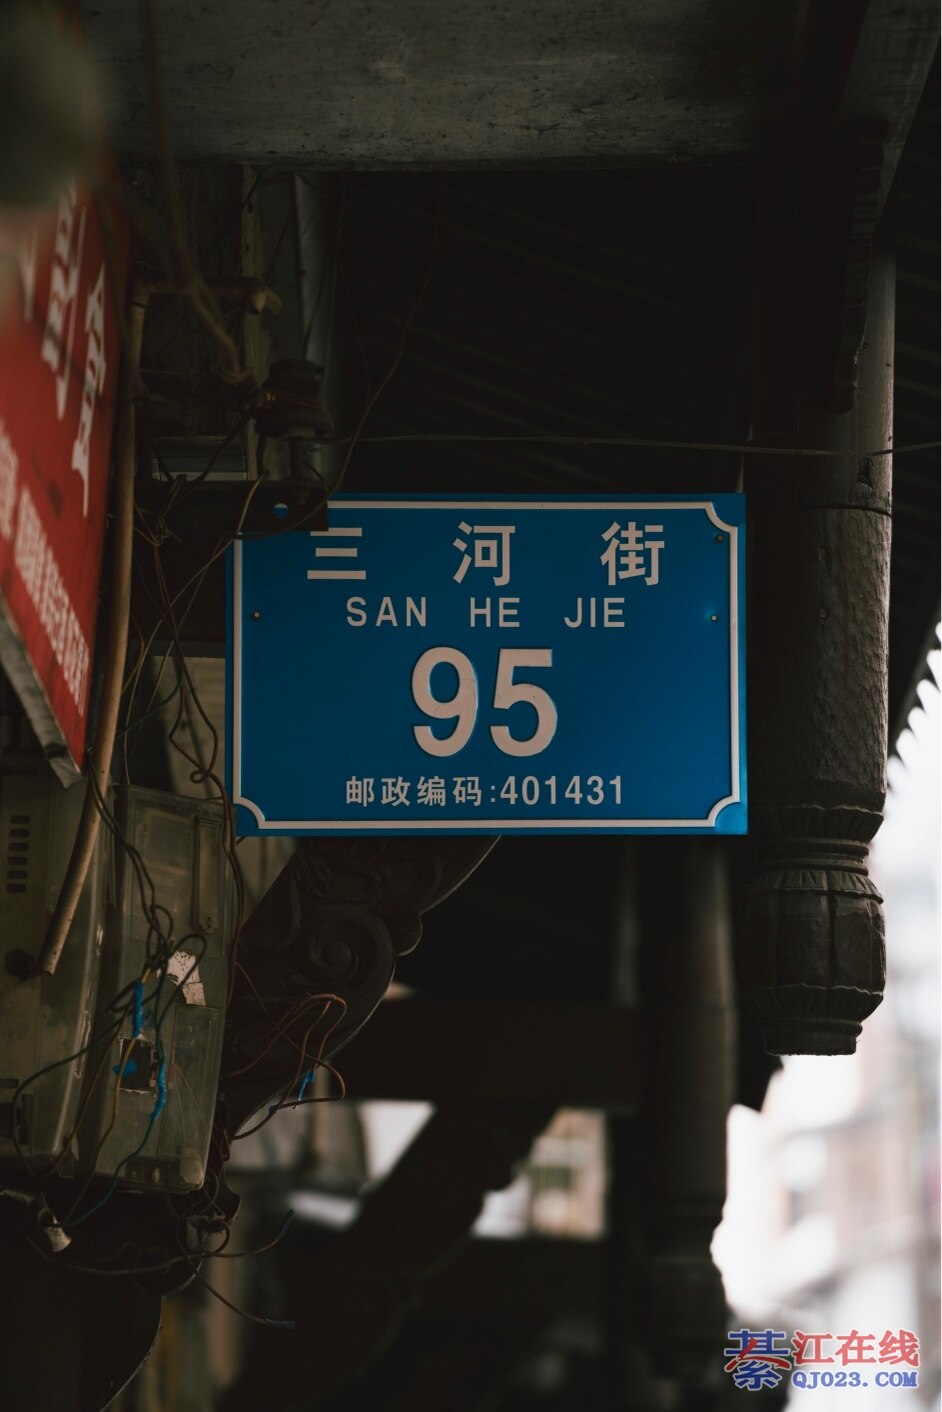 三 河 街
SAN HE JIE
95
邮政编码:401431
綦江在线
QJ023.COM